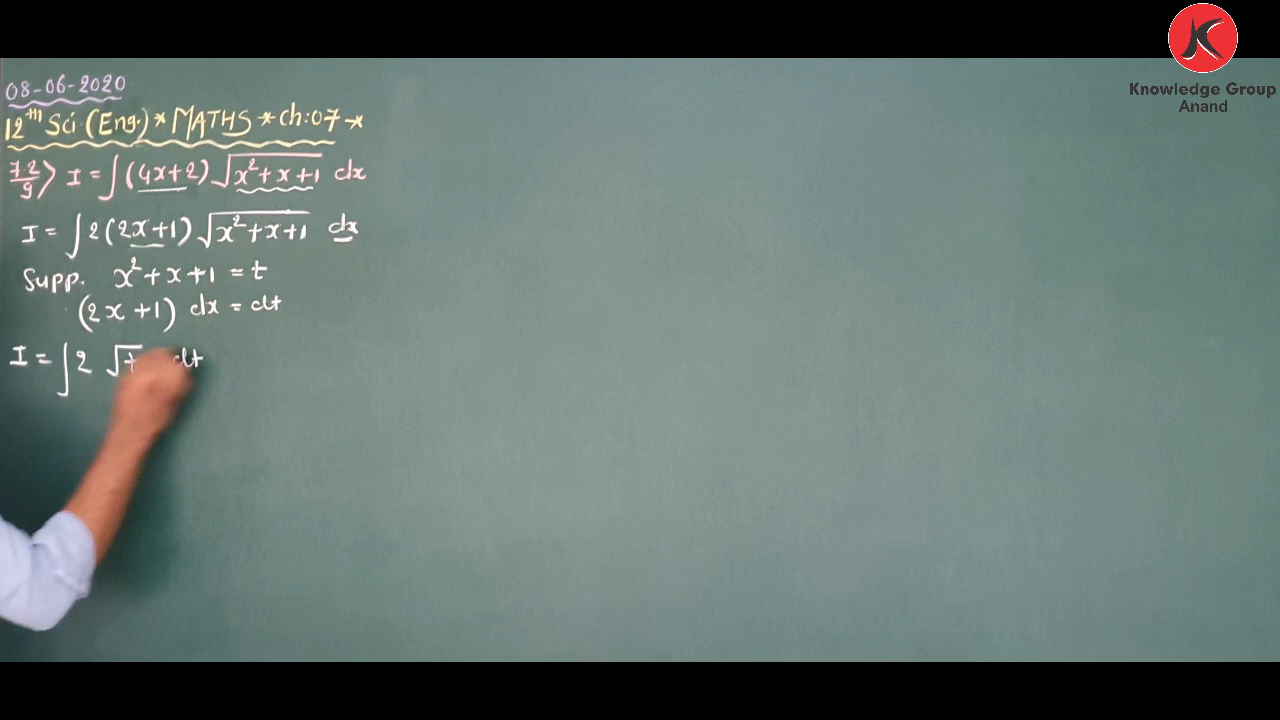 08-06-2020
12th Sci. (Eng.) * MATHS * ch:07 *
7.2/9> I = ∫ (4x+2) √(x²+x+1) dx
I = ∫ 2 (2x+1) √(x²+x+1) dx
Supp. x²+x+1 = t
(2x+1) dx = dt
I = ∫ 2 √t dt
K
Knowledge Group
Anand